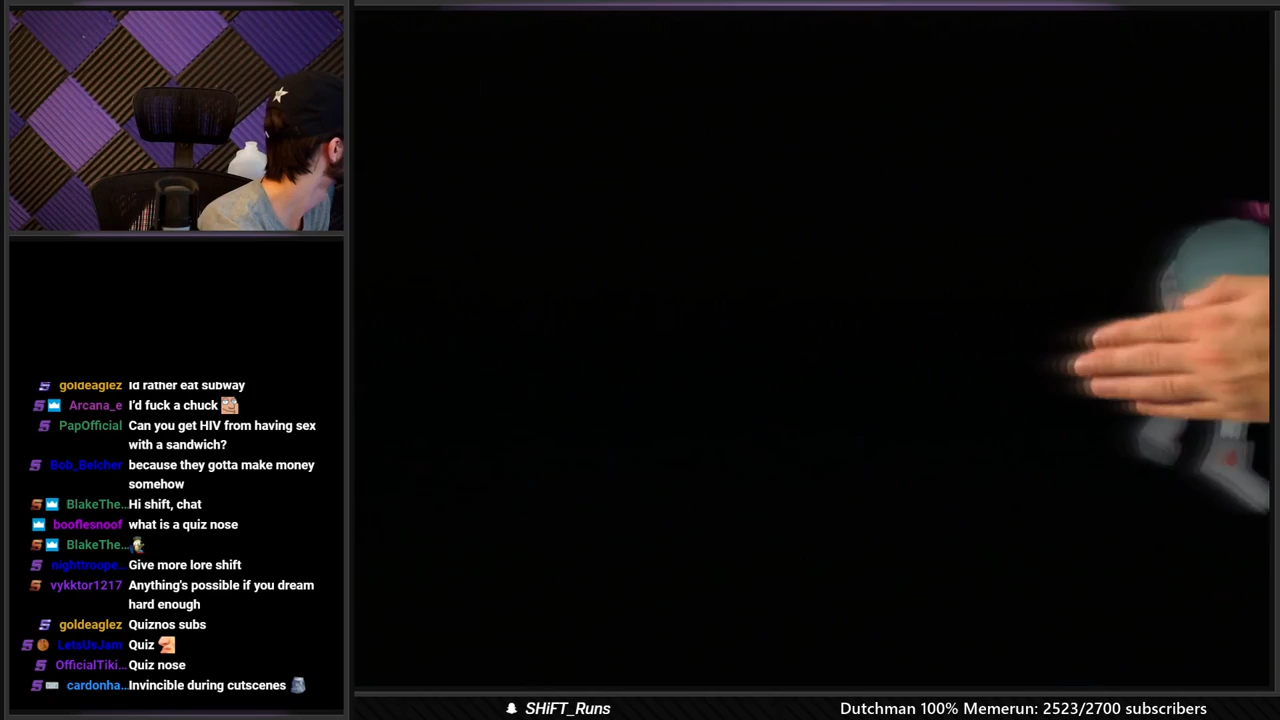 goldeaglez Id rather eat subway
Arcana_e I'd fuck a chuck
PapOfficial Can you get HIV from having sex
with a sandwich?
Bob_Belcher because they gotta make money
somehow
BlakeThe... Hi shift, chat
booflesnoof what is a quiz nose
BlakeThe...
nighttroope... Give more lore shift
vykktor1217 Anything's possible if you dream
hard enough
goldeaglez Quiznos subs
LetsUsJam Quiz
OfficialTiki... Quiz nose
cardonha... Invincible during cutscenes
SHiFT_Runs
Dutchman 100% Memerun: 2523/2700 subscribers